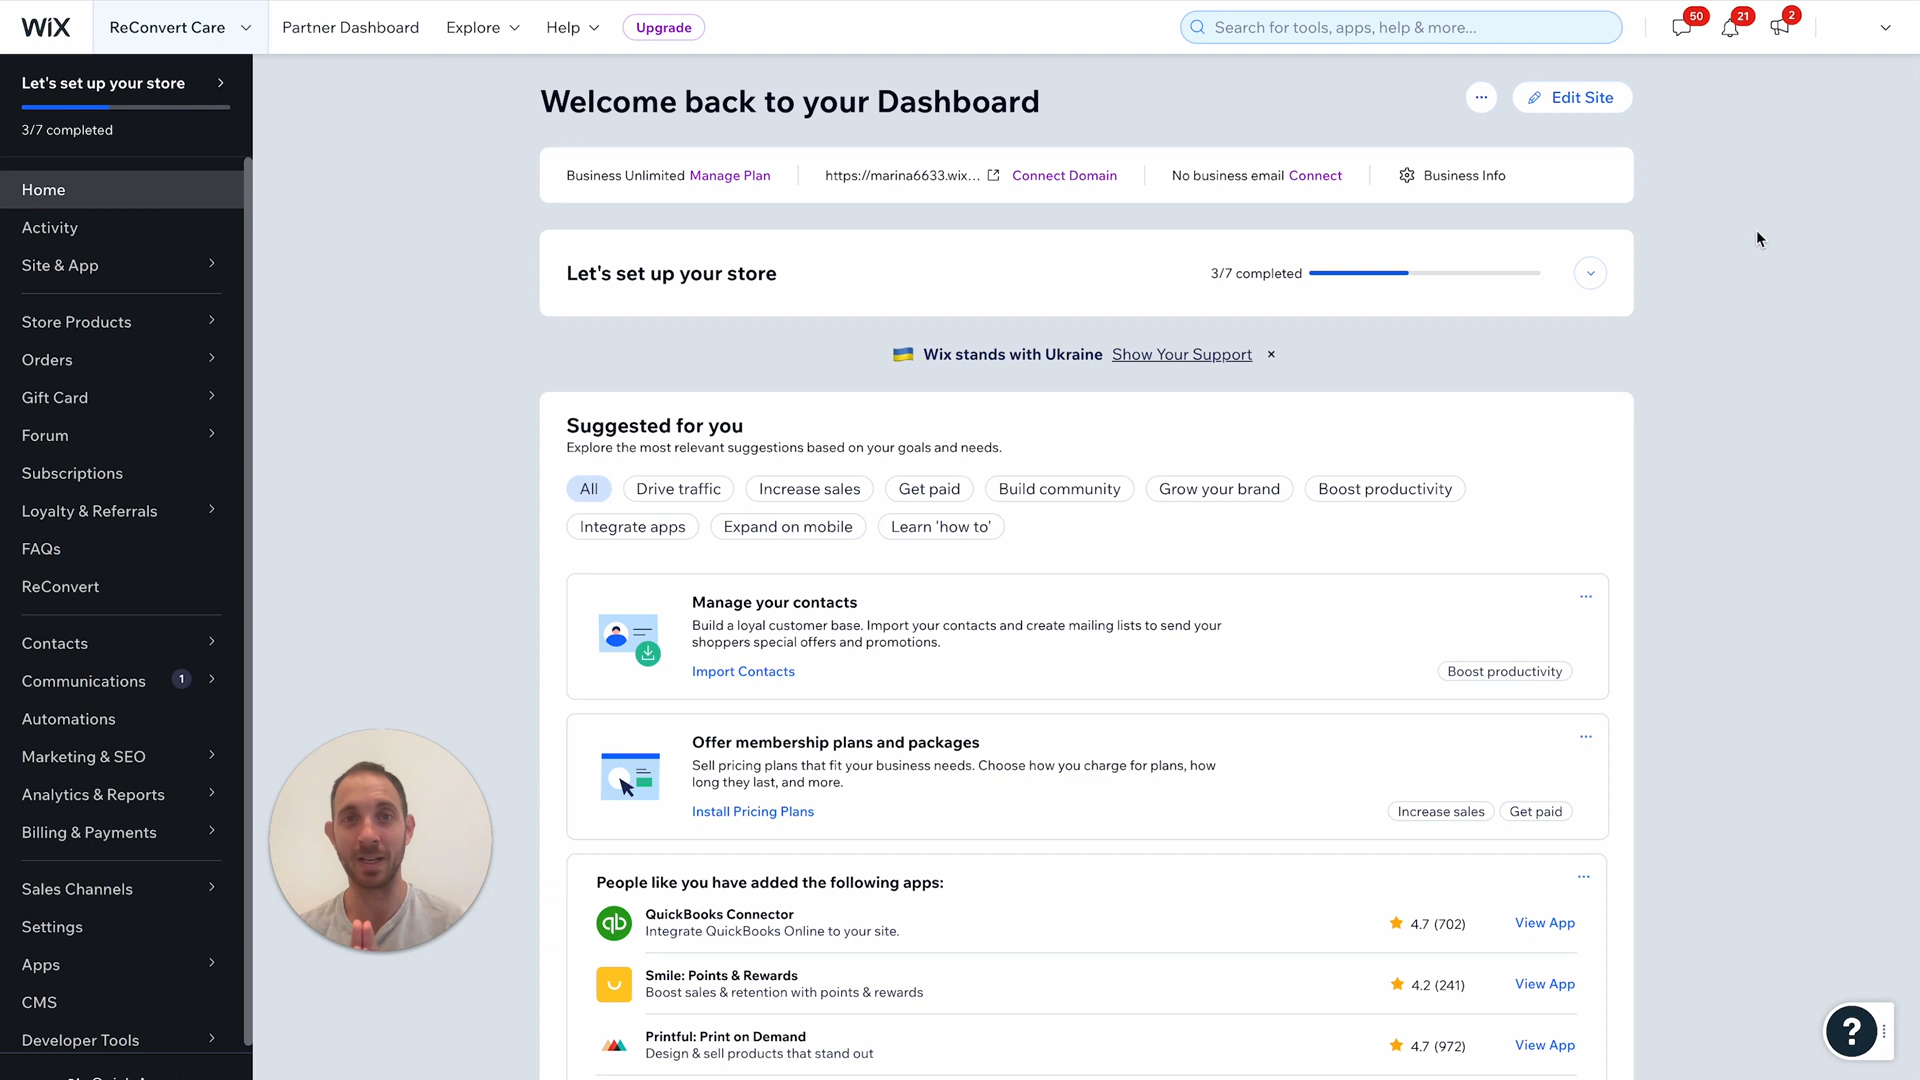 WIX
ReConvert Care
Partner Dashboard
Explore
Help
Upgrade
Search for tools, apps, help & more...
50
21
2
Let's set up your store
3/7 completed
Home
Activity
Site & App
Store Products
Orders
Gift Card
Forum
Subscriptions
Loyalty & Referrals
FAQs
ReConvert
Contacts
Communications 1
Automations
Marketing & SEO
Analytics & Reports
Billing & Payments
Sales Channels
Settings
Apps
CMS
Developer Tools
Welcome back to your Dashboard
... Edit Site
Business Unlimited Manage Plan
https://marina6633.wix... Connect Domain
No business email Connect
Business Info
Let's set up your store
3/7 completed
Wix stands with Ukraine Show Your Support ×
Suggested for you
Explore the most relevant suggestions based on your goals and needs.
All Drive traffic Increase sales Get paid Build community Grow your brand Boost productivity
Integrate apps Expand on mobile Learn 'how to'
Manage your contacts
Build a loyal customer base. Import your contacts and create mailing lists to send your
shoppers special offers and promotions.
Import Contacts
Boost productivity
Offer membership plans and packages
Sell pricing plans that fit your business needs. Choose how you charge for plans, how
long they last, and more.
Install Pricing Plans
Increase sales Get paid
People like you have added the following apps:
qb
QuickBooks Connector
Integrate QuickBooks Online to your site.
4.7 (702) View App
Smile: Points & Rewards
Boost sales & retention with points & rewards
4.2 (241) View App
Printful: Print on Demand
Design & sell products that stand out
4.7 (972) View App
?